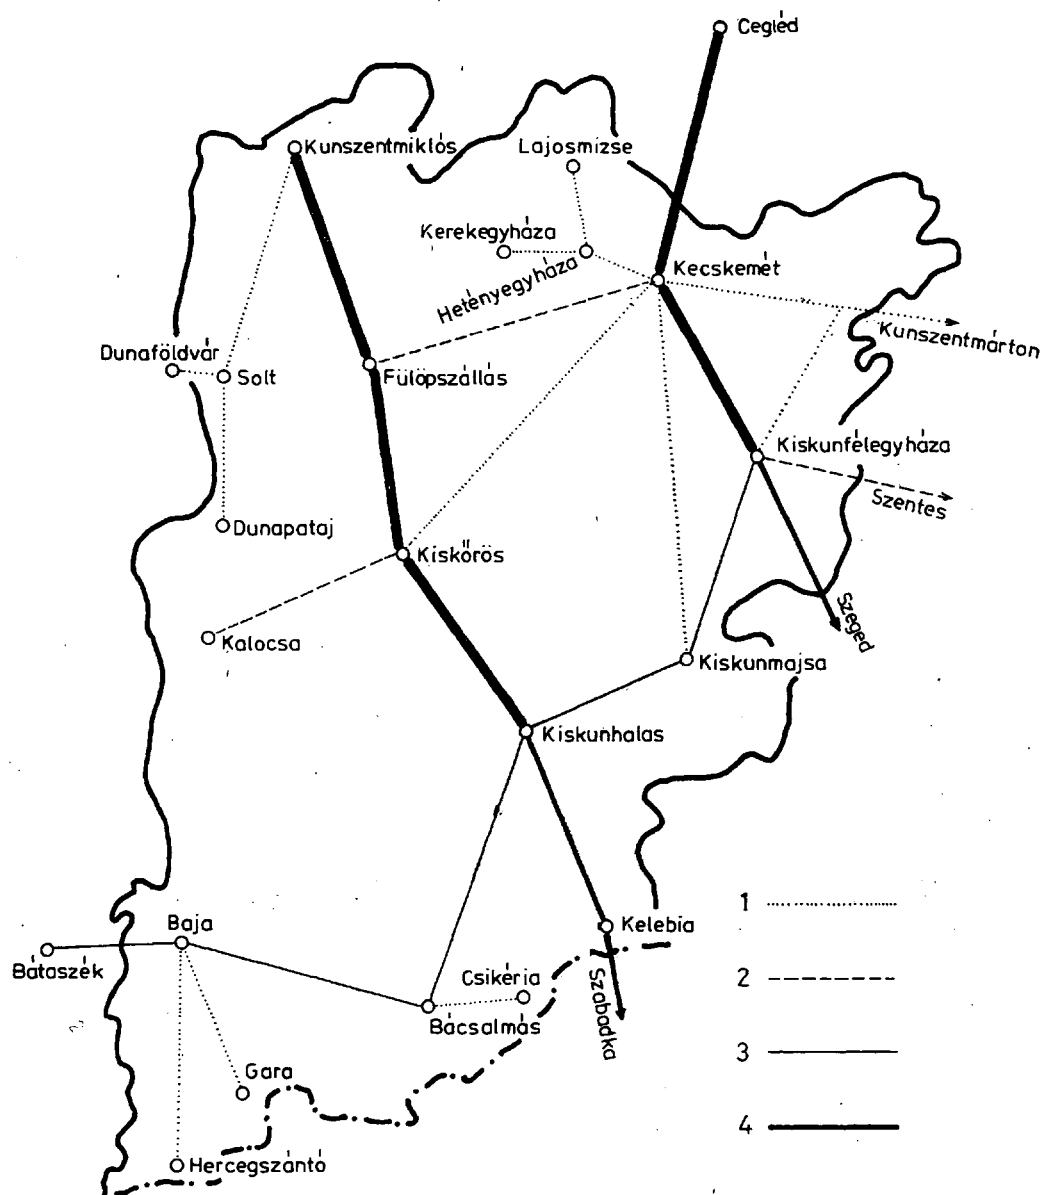 Cegléd
Kunszentmiklós
Lajosmizse
Kerekegyháza
Hetényegyháza
Kecskemét
Kunszentmárton
Dunaföldvár
Solt
Fülöpszállás
Kiskunfélegyháza
Szentes
Dunapataj
Kiskőrös
Kalocsa
Szeged
Kiskunmajsa
Kiskunhalas
1
Baja
Kelebia
Bátaszék
Csikéria
2
Szabadka
Bácsalmás
3
Gara
4
Hercegszántó